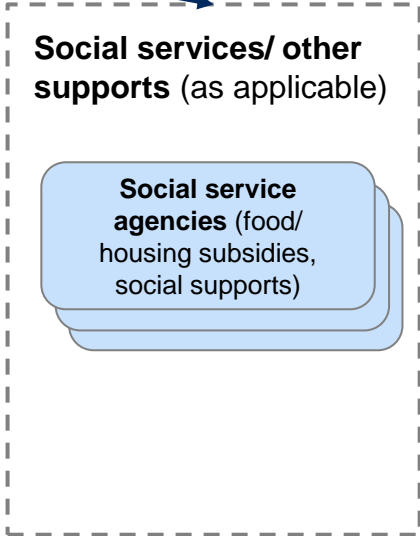 Social services/ other
supports (as applicable)
Social service
agencies (food/
housing subsidies,
social supports)